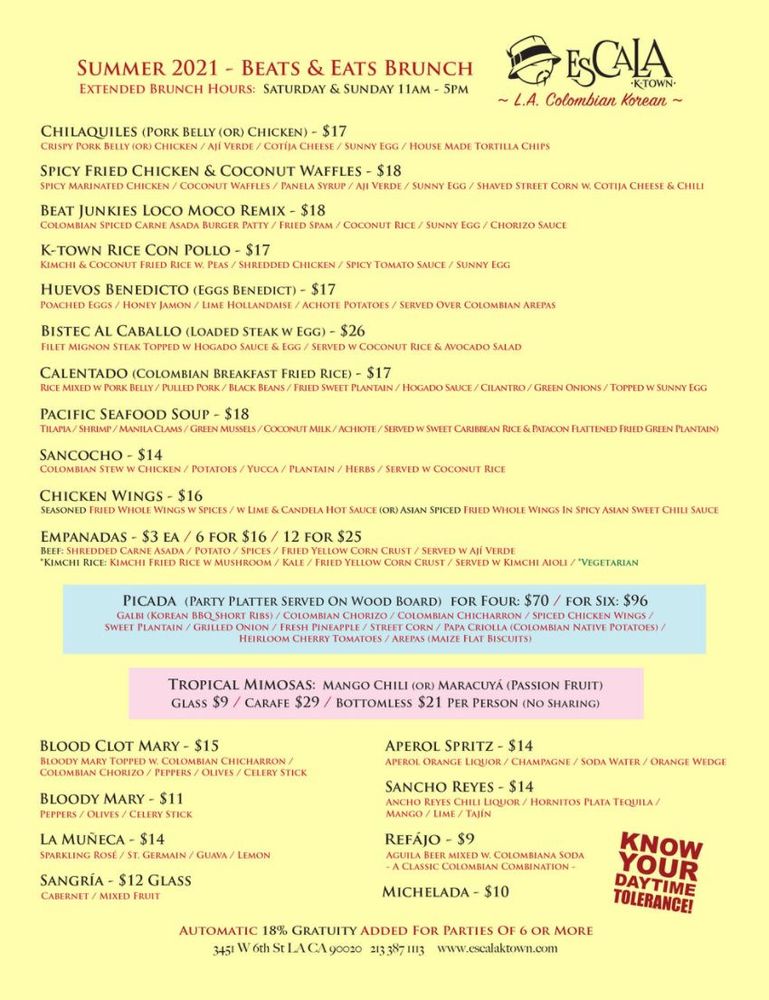 Summer 2021 - Beats & Eats Brunch
Extended Brunch Hours: Saturday & Sunday 11am - 5pm
EsCALA
·K-TOWN·
~ L.A. Colombian Korean ~
Chilaquiles (Pork Belly (or) Chicken) - $17
Crispy Pork Belly (or) Chicken / Ají Verde / Cotíja Cheese / Sunny Egg / House Made Tortilla Chips
Spicy Fried Chicken & Coconut Waffles - $18
Spicy Marinated Chicken / Coconut Waffles / Panela Syrup / Aji Verde / Sunny Egg / Shaved Street Corn w. Cotija Cheese & Chili
Beat Junkies Loco Moco Remix - $18
Colombian Spiced Carne Asada Burger Patty / Fried Spam / Coconut Rice / Sunny Egg / Chorizo Sauce
K-town Rice Con Pollo - $17
Kimchi & Coconut Fried Rice w. Peas / Shredded Chicken / Spicy Tomato Sauce / Sunny Egg
Huevos Benedicto (Eggs Benedict) - $17
Poached Eggs / Honey Jamon / Lime Hollandaise / Achote Potatoes / Served Over Colombian Arepas
Bistec Al Caballo (Loaded Steak w Egg) - $26
Filet Mignon Steak Topped w Hogado Sauce & Egg / Served w Coconut Rice & Avocado Salad
Calentado (Colombian Breakfast Fried Rice) - $17
Rice Mixed w Pork Belly / Pulled Pork / Black Beans / Fried Sweet Plantain / Hogado Sauce / Cilantro / Green Onions / Topped w Sunny Egg
Pacific Seafood Soup - $18
Tilapia / Shrimp / Manila Clams / Green Mussels / Coconut Milk / Achiote / Served w Sweet Caribbean Rice & Patacon Flattened Fried Green Plantain)
Sancocho - $14
Colombian Stew w Chicken / Potatoes / Yucca / Plantain / Herbs / Served w Coconut Rice
Chicken Wings - $16
Seasoned Fried Whole Wings w Spices / w Lime & Candela Hot Sauce (or) Asian Spiced Fried Whole Wings In Spicy Asian Sweet Chili Sauce
Empanadas - $3 ea / 6 for $16 / 12 for $25
Beef: Shredded Carne Asada / Potato / Spices / Fried Yellow Corn Crust / Served w Ají Verde
*Kimchi Rice: Kimchi Fried Rice w Mushroom / Kale / Fried Yellow Corn Crust / Served w Kimchi Aioli / *Vegetarian
Picada (Party Platter Served On Wood Board) for Four: $70 / for Six: $96
Galbi (Korean BBQ Short Ribs) / Colombian Chorizo / Colombian Chicharron / Spiced Chicken Wings /
Sweet Plantain / Grilled Onion / Fresh Pineapple / Street Corn / Papa Criolla (Colombian Native Potatoes) /
Heirloom Cherry Tomatoes / Arepas (Maize Flat Biscuits)
Tropical Mimosas: Mango Chili (or) Maracuyá (Passion Fruit)
Glass $9 / Carafe $29 / Bottomless $21 Per Person (No Sharing)
Blood Clot Mary - $15
Bloody Mary Topped w. Colombian Chicharron /
Colombian Chorizo / Peppers / Olives / Celery Stick
Bloody Mary - $11
Peppers / Olives / Celery Stick
La Muñeca - $14
Sparkling Rosé / St. Germain / Guava / Lemon
Sangría - $12 Glass
Cabernet / Mixed Fruit
Aperol Spritz - $14
Aperol Orange Liquor / Champagne / Soda Water / Orange Wedge
Sancho Reyes - $14
Ancho Reyes Chili Liquor / Hornitos Plata Tequila /
Mango / Lime / Tajín
Refájo - $9
Aguila Beer mixed w. Colombiana Soda
- A Classic Colombian Combination -
Michelada - $10
KNOW
YOUR
DAYTIME
TOLERANCE!
Automatic 18% Gratuity Added For Parties Of 6 or More
3451 W 6th St LA CA 90020 213 387 1113 www.escalaktown.com